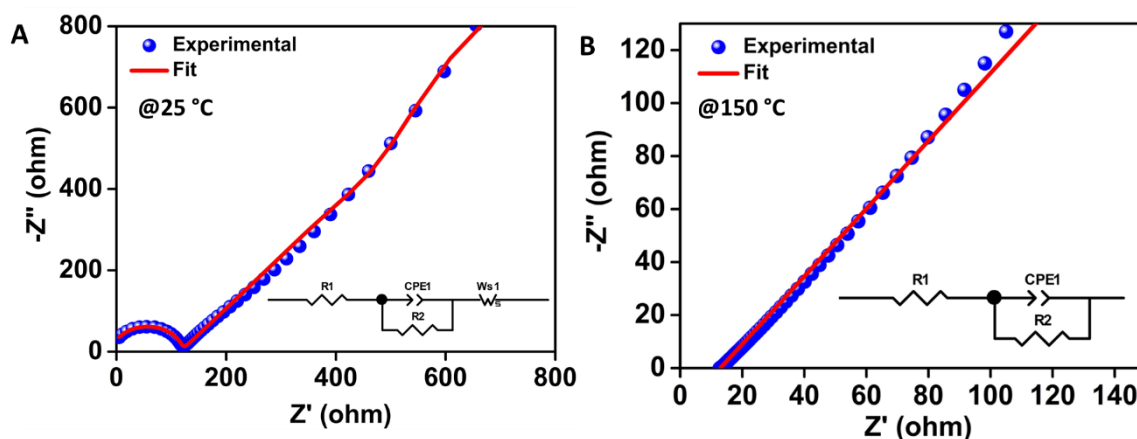 A
800
600
400
200
0
-Z" (ohm)
Experimental
Fit
@25 °C
R1
CPE1
R2
Ws1
0 200 400 600 800
Z' (ohm)
B
120
100
80
60
40
20
0
-Z" (ohm)
Experimental
Fit
@150 °C
R1
CPE1
R2
0 20 40 60 80 100 120 140
Z' (ohm)